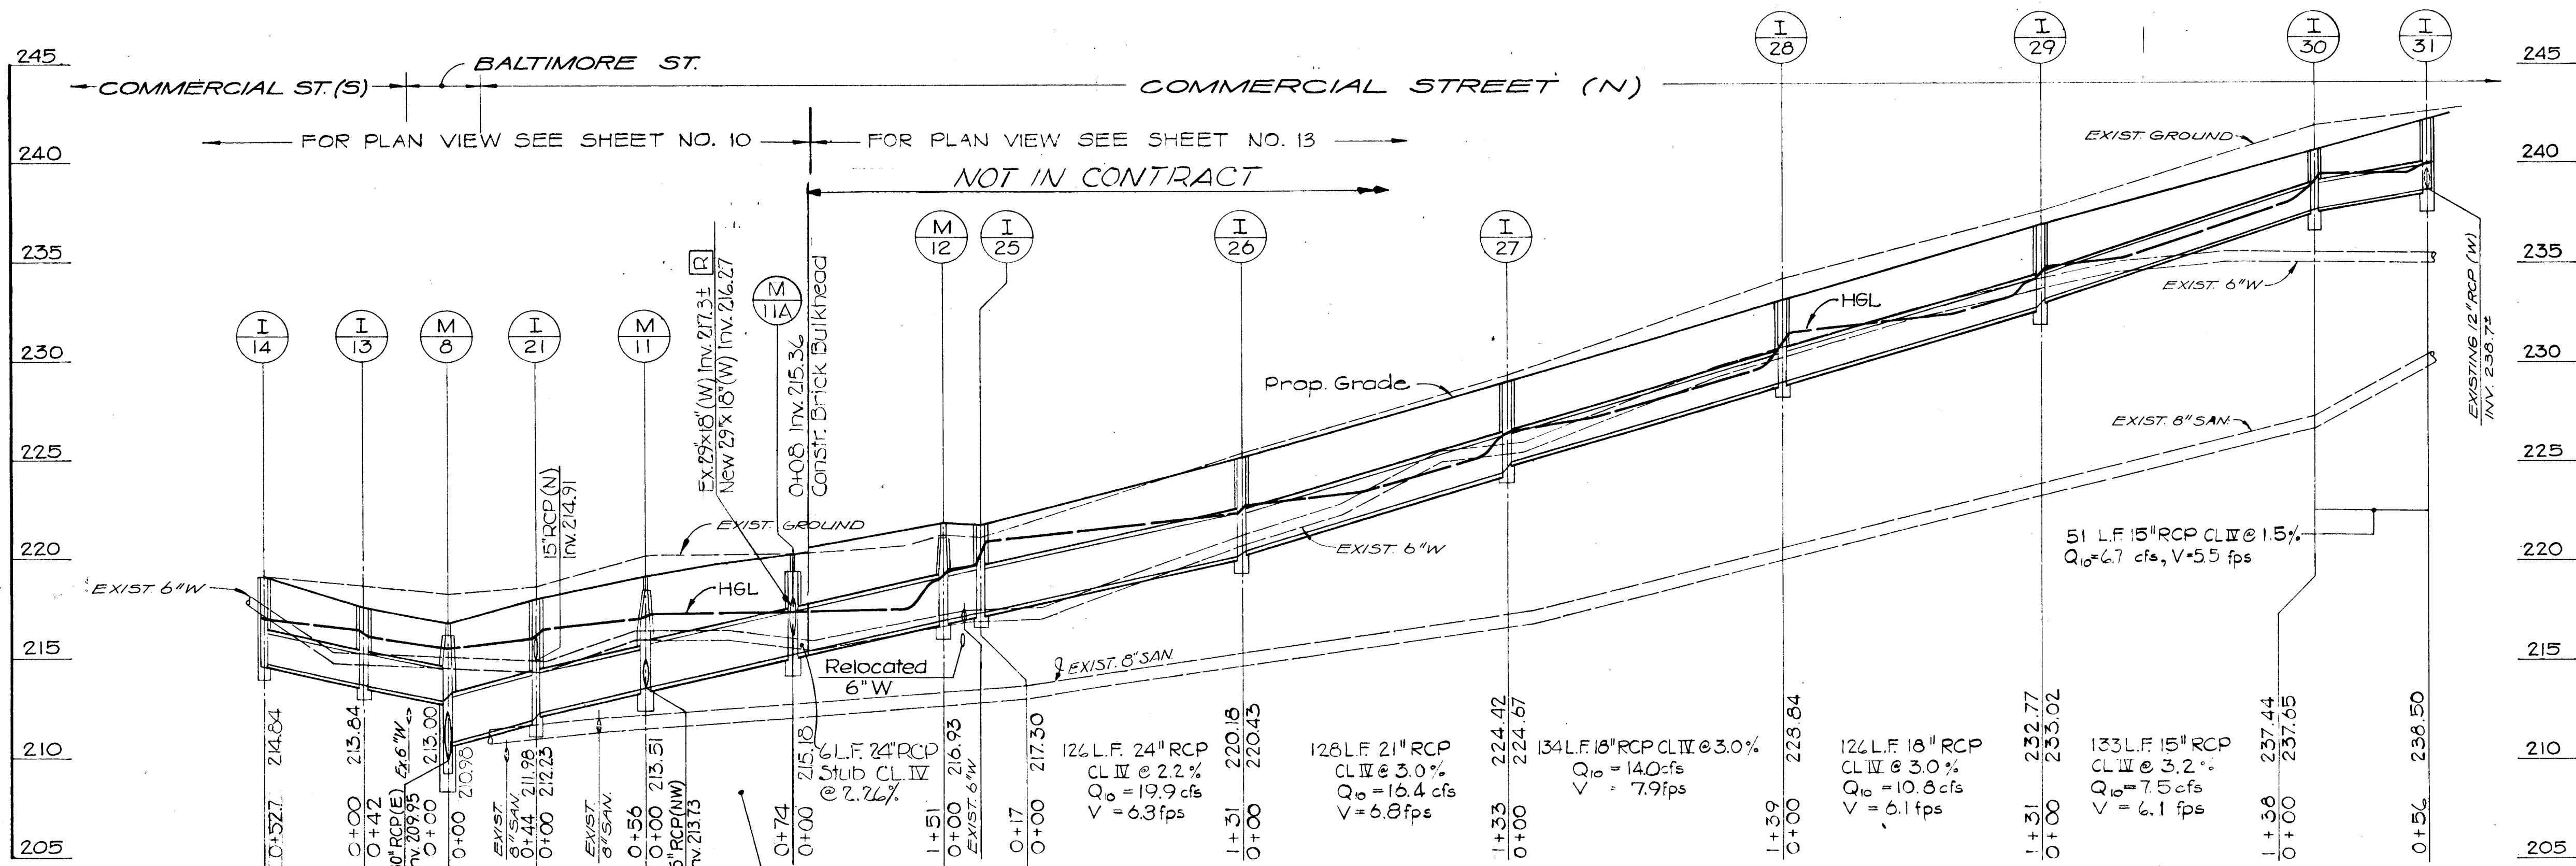 245
COMMERCIAL ST. (S)
BALTIMORE ST.
COMMERCIAL STREET (N)
245
FOR PLAN VIEW SEE SHEET NO. 10
FOR PLAN VIEW SEE SHEET NO. 13
NOT IN CONTRACT
240
240
235
235
230
230
225
225
220
220
215
215
210
210
205
205
I
14
I
13
M
8
I
21
M
11
M
11A
M
12
I
25
I
26
I
27
I
28
I
29
I
30
I
31
Ex. 29"x18" (W) Inv. 217.3± R
New 29"x18" (W) Inv. 216.27
0+08 Inv. 215.36
Constr. Brick Bulkhead
15" RCP (N)
Inv. 214.91
EXIST. GROUND
HGL
EXIST. 6"W
Prop. Grade
HGL
EXIST. GROUND
EXIST. 6"W
EXISTING 12" RCP (W)
INV. 238.7±
EXIST. 8" SAN.
EXIST. 6"W
EXIST. 8" SAN.
Relocated
6" W
51 L.F. 15" RCP CL IV @ 1.5%
Q10=6.7 cfs, V=5.5 fps
6 L.F. 24" RCP
Stub CL. IV
@ 2.26%
126 L.F. 24" RCP
CL IV @ 2.2%
Q10 = 19.9 cfs
V = 6.3 fps
128 L.F. 21" RCP
CL IV @ 3.0%
Q10 = 16.4 cfs
V = 6.8 fps
134 L.F. 18" RCP CL IV @ 3.0%
Q10 = 14.0 cfs
V = 7.9 fps
126 L.F. 18" RCP
CL IV @ 3.0%
Q10 = 10.8 cfs
V = 6.1 fps
133 L.F. 15" RCP
CL IV @ 3.2%
Q10 = 7.5 cfs
V = 6.1 fps
0+52.7 214.84
0+00 213.84
0+42
RCP (E)
Inv. 209.95
Ex 6" W
0+00 213.00
0+00 210.98
EXIST.
8" SAN.
0+44 211.98
0+00 212.23
EXIST.
8" SAN.
0+56
0+00 213.51
RCP (NW)
Inv. 213.73
0+74
0+00 215.18
1+51
0+00 216.93
EXIST. 6" W
0+17
0+00 217.30
1+31 220.18
0+00 220.43
1+33 224.42
0+00 224.67
1+39
0+00 228.84
1+31 232.77
0+00 233.02
1+38 237.44
0+00 237.65
0+56 238.50